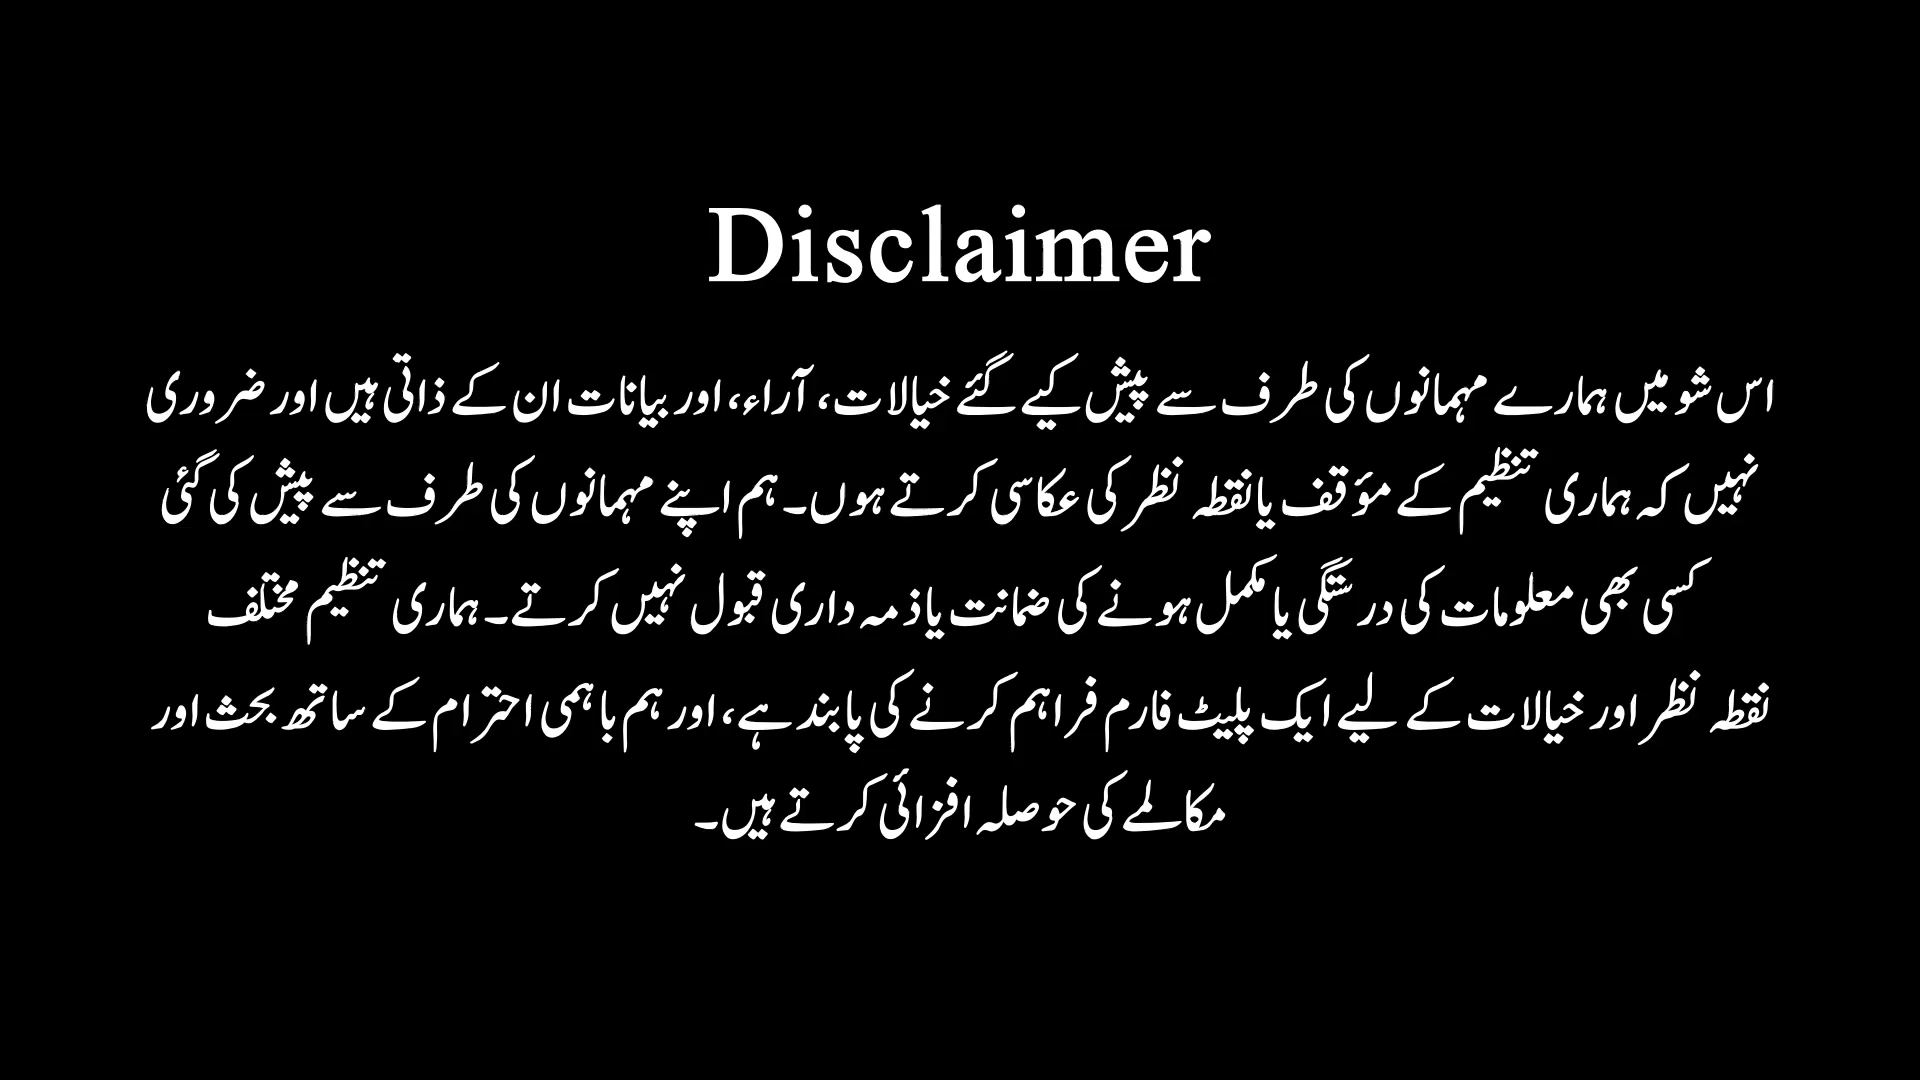 Disclaimer
اس شو میں ہمارے مہمانوں کی طرف سے پیش کیے گئے خیالات، آراء، اور بیانات ان کے ذاتی ہیں اور ضروری
نہیں کہ ہماری تنظیم کے مؤقف یا نقطہ نظر کی عکاسی کرتے ہوں۔ ہم اپنے مہمانوں کی طرف سے پیش کی گئی
کسی بھی معلومات کی درستگی یا مکمل ہونے کی ضمانت یا ذمہ داری قبول نہیں کرتے۔ ہماری تنظیم مختلف
نقطہ نظر اور خیالات کے لیے ایک پلیٹ فارم فراہم کرنے کی پابند ہے، اور ہم باہمی احترام کے ساتھ بحث اور
مکالمے کی حوصلہ افزائی کرتے ہیں۔